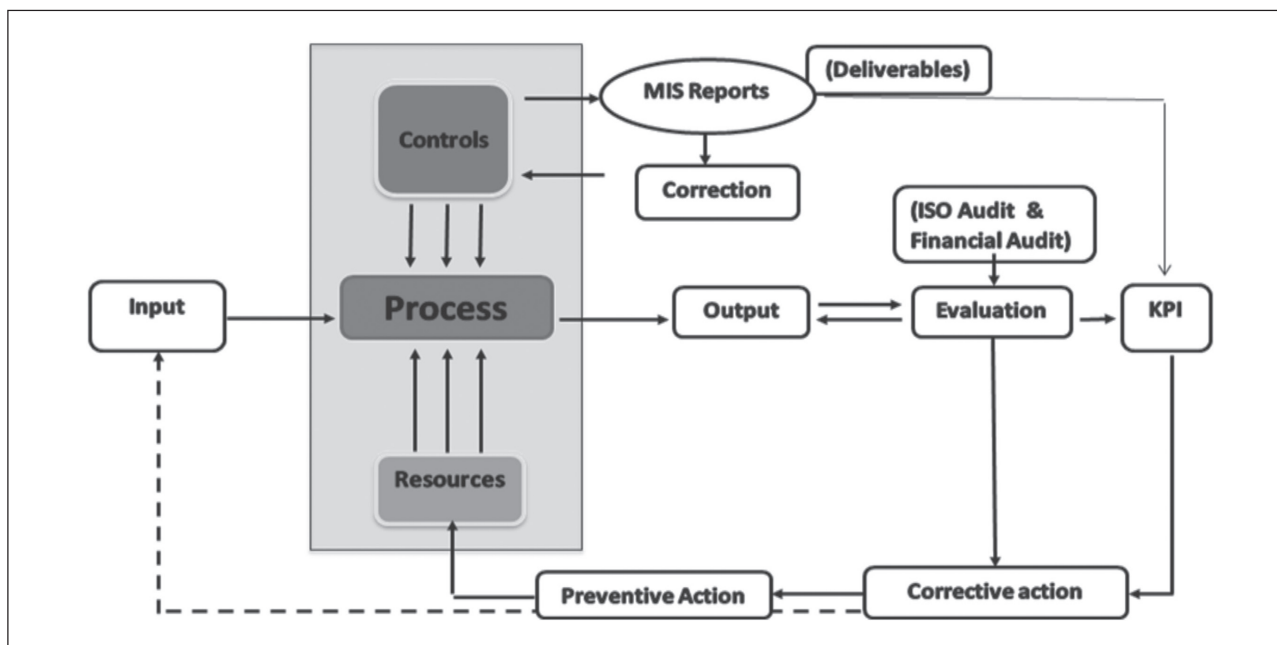 (Deliverables)
MIS Reports
Controls
Correction
(ISO Audit &
Financial Audit)
Input
Process
Output
Evaluation
KPI
Resources
Preventive Action
Corrective action